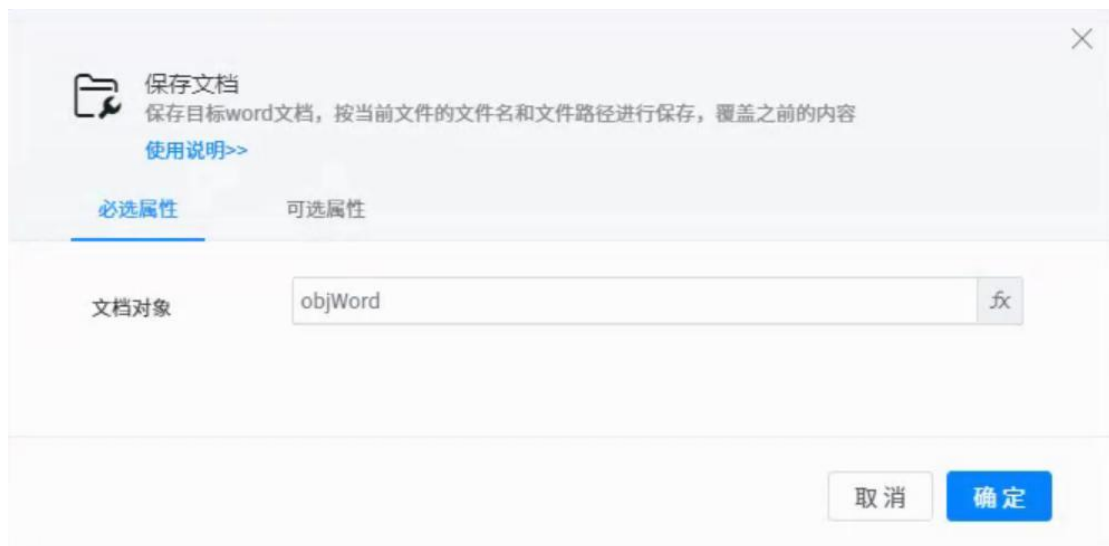 保存文档
保存目标word文档，按当前文件的文件名和文件路径进行保存，覆盖之前的内容
使用说明>>
必选属性 可选属性
文档对象 objWord fx
取消 确定